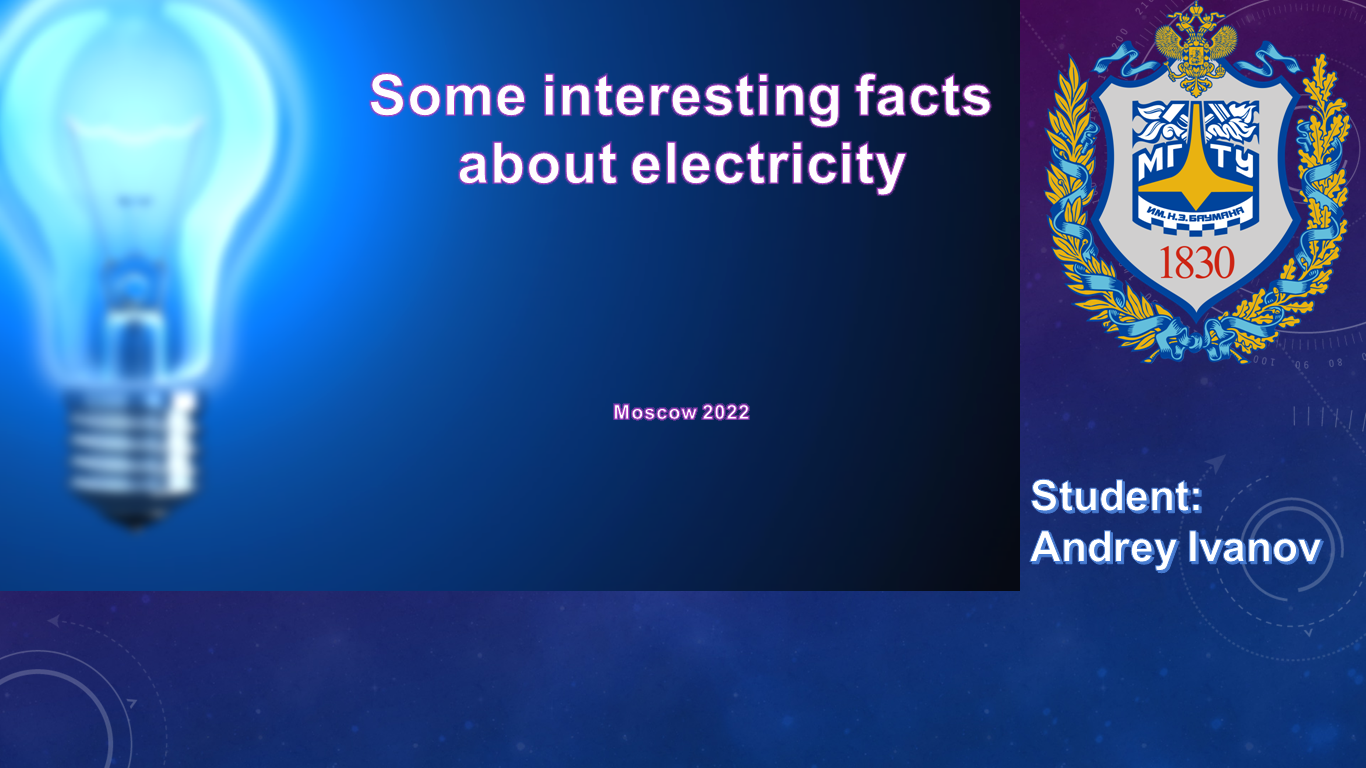 Some interesting facts
about electricity
Moscow 2022
МГТУ
ИМ. Н.Э. БАУМАНА
1830
Student:
Andrey Ivanov